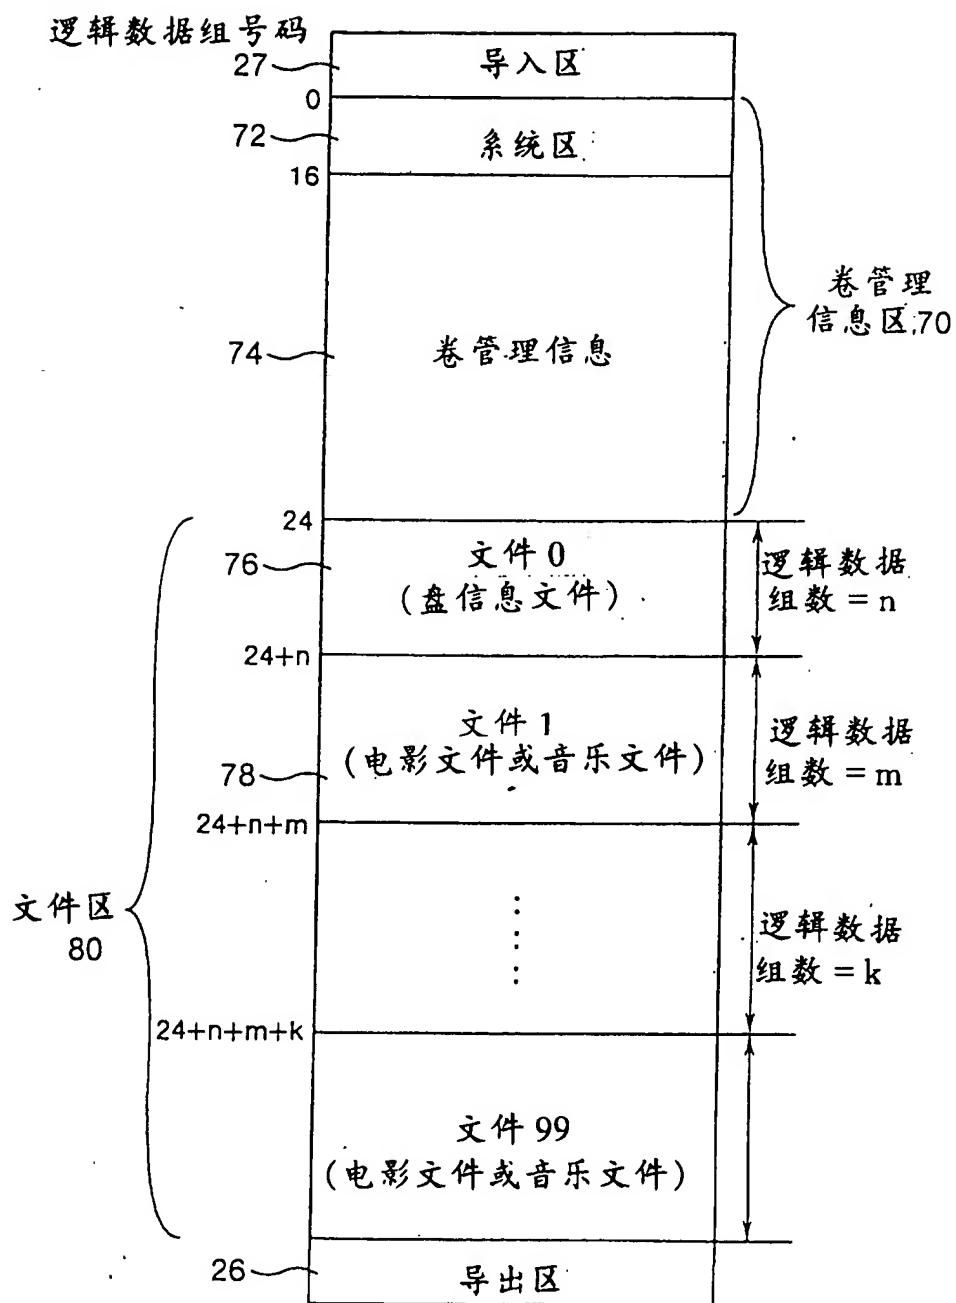 逻辑数据组号码
27
导入区
0
72
系统区
16
74
卷管理信息
卷管理
信息区,70
24
76
文件 0
(盘信息文件)
逻辑数据
组数 = n
24+n
文件 1
(电影文件或音乐文件)
78
逻辑数据
组数 = m
24+n+m
文件区
80
逻辑数据
组数 = k
24+n+m+k
文件 99
(电影文件或音乐文件)
26
导出区